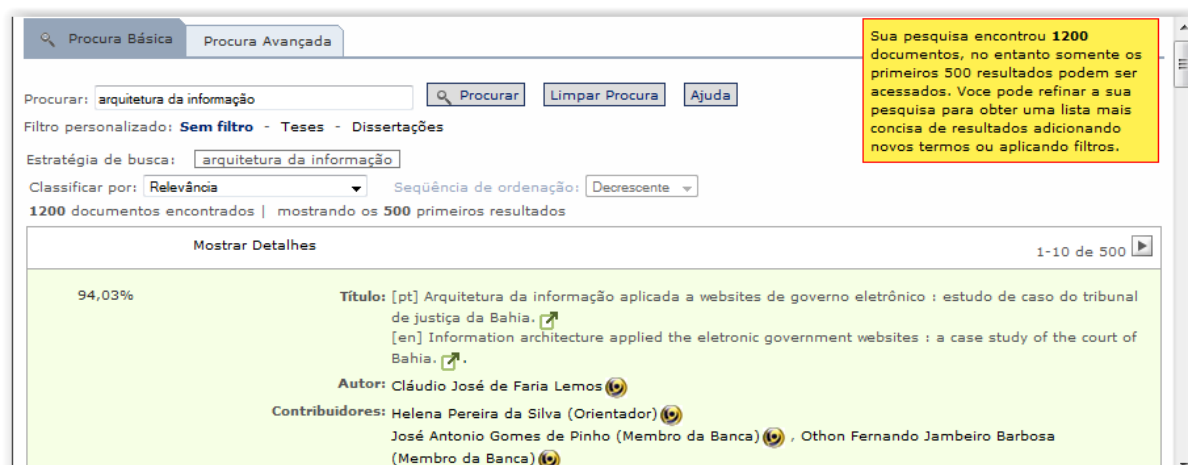 Procura Básica
Procura Avançada
Sua pesquisa encontrou 1200
documentos, no entanto somente os
primeiros 500 resultados podem ser
acessados. Voce pode refinar a sua
pesquisa para obter uma lista mais
concisa de resultados adicionando
novos termos ou aplicando filtros.
Procurar: arquitetura da informação Procurar Limpar Procura Ajuda
Filtro personalizado: Sem filtro - Teses - Dissertações
Estratégia de busca: arquitetura da informação
Classificar por: Relevância Seqüência de ordenação: Decrescente
1200 documentos encontrados | mostrando os 500 primeiros resultados
Mostrar Detalhes 1-10 de 500
94,03% Título: [pt] Arquitetura da informação aplicada a websites de governo eletrônico : estudo de caso do tribunal
de justiça da Bahia.
[en] Information architecture applied the eletronic government websites : a case study of the court of
Bahia. .
Autor: Cláudio José de Faria Lemos
Contribuidores: Helena Pereira da Silva (Orientador)
José Antonio Gomes de Pinho (Membro da Banca) , Othon Fernando Jambeiro Barbosa
(Membro da Banca)